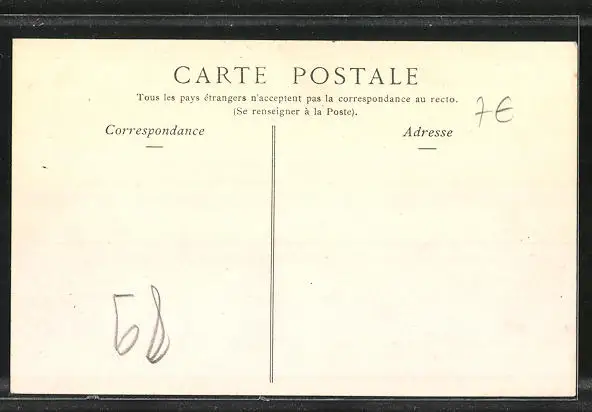 CARTE POSTALE
Tous les pays étrangers n'acceptent pas la correspondance au recto.
(Se renseigner à la Poste).
7€
Correspondance
Adresse
58